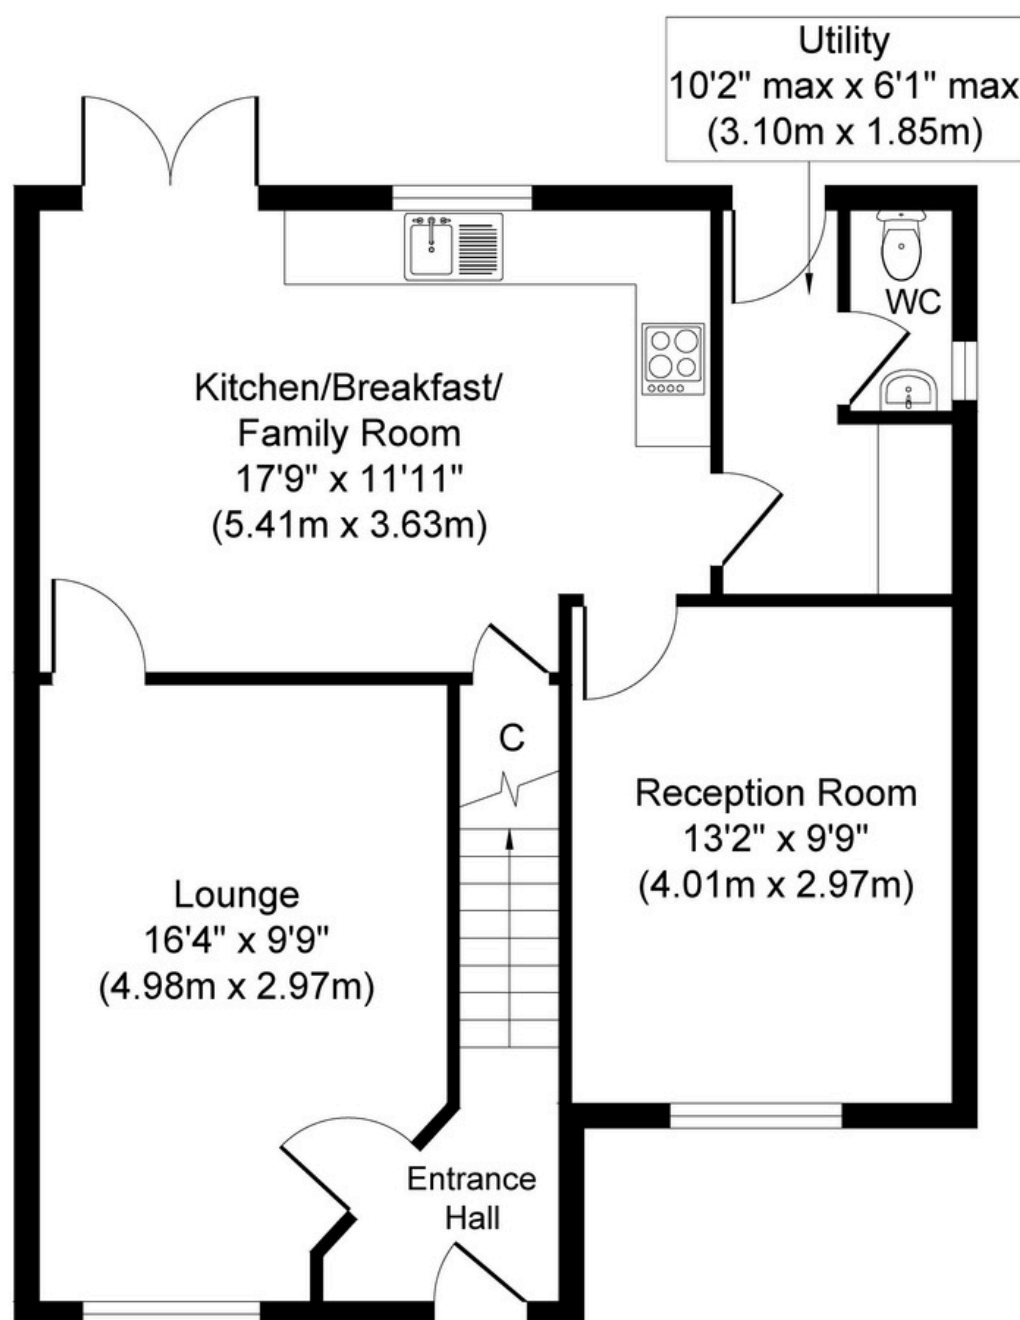 Utility
10'2" max x 6'1" max
(3.10m x 1.85m)
WC
Kitchen/Breakfast/
Family Room
17'9" x 11'11"
(5.41m x 3.63m)
C
Reception Room
13'2" x 9'9"
(4.01m x 2.97m)
Lounge
16'4" x 9'9"
(4.98m x 2.97m)
Entrance
Hall